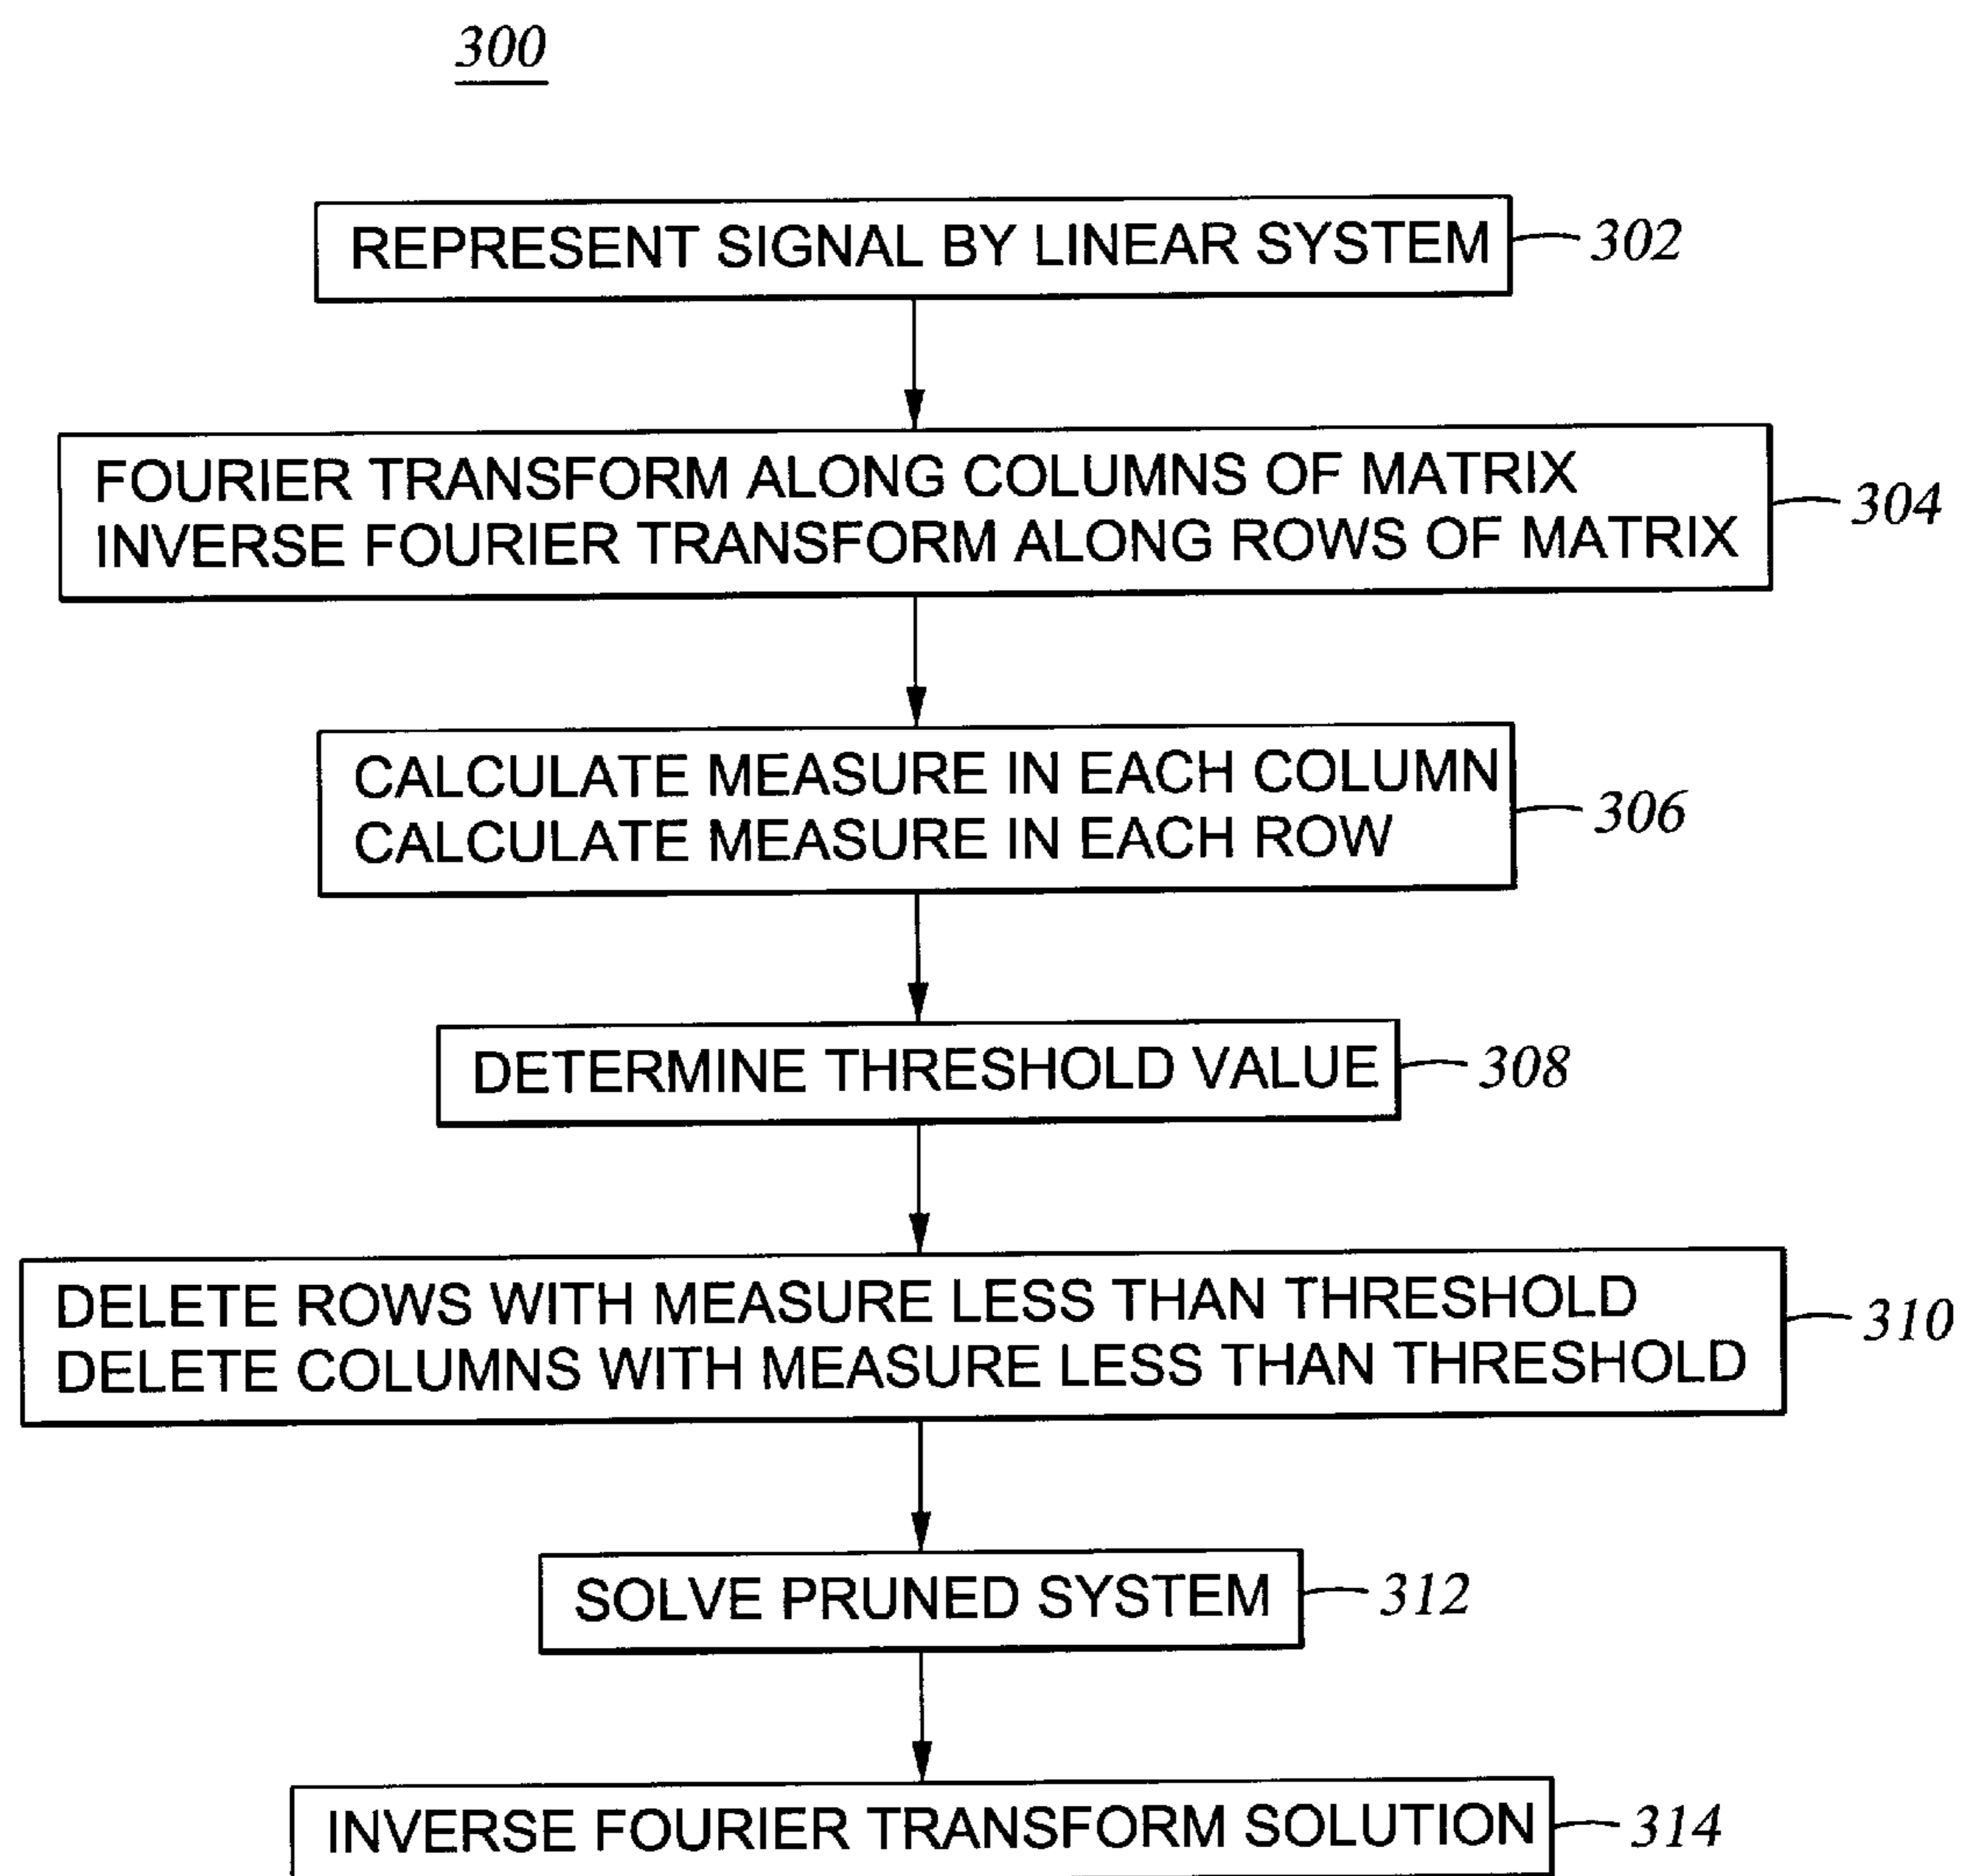 300
REPRESENT SIGNAL BY LINEAR SYSTEM
302
FOURIER TRANSFORM ALONG COLUMNS OF MATRIX
INVERSE FOURIER TRANSFORM ALONG ROWS OF MATRIX
304
CALCULATE MEASURE IN EACH COLUMN
CALCULATE MEASURE IN EACH ROW
306
DETERMINE THRESHOLD VALUE
308
DELETE ROWS WITH MEASURE LESS THAN THRESHOLD
DELETE COLUMNS WITH MEASURE LESS THAN THRESHOLD
310
SOLVE PRUNED SYSTEM
312
INVERSE FOURIER TRANSFORM SOLUTION
314